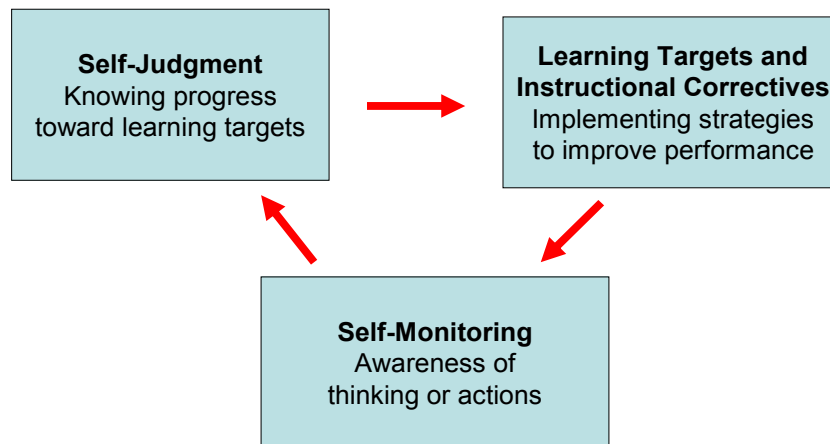 Self-Judgment
Knowing progress
toward learning targets
Learning Targets and
Instructional Correctives
Implementing strategies
to improve performance
Self-Monitoring
Awareness of
thinking or actions